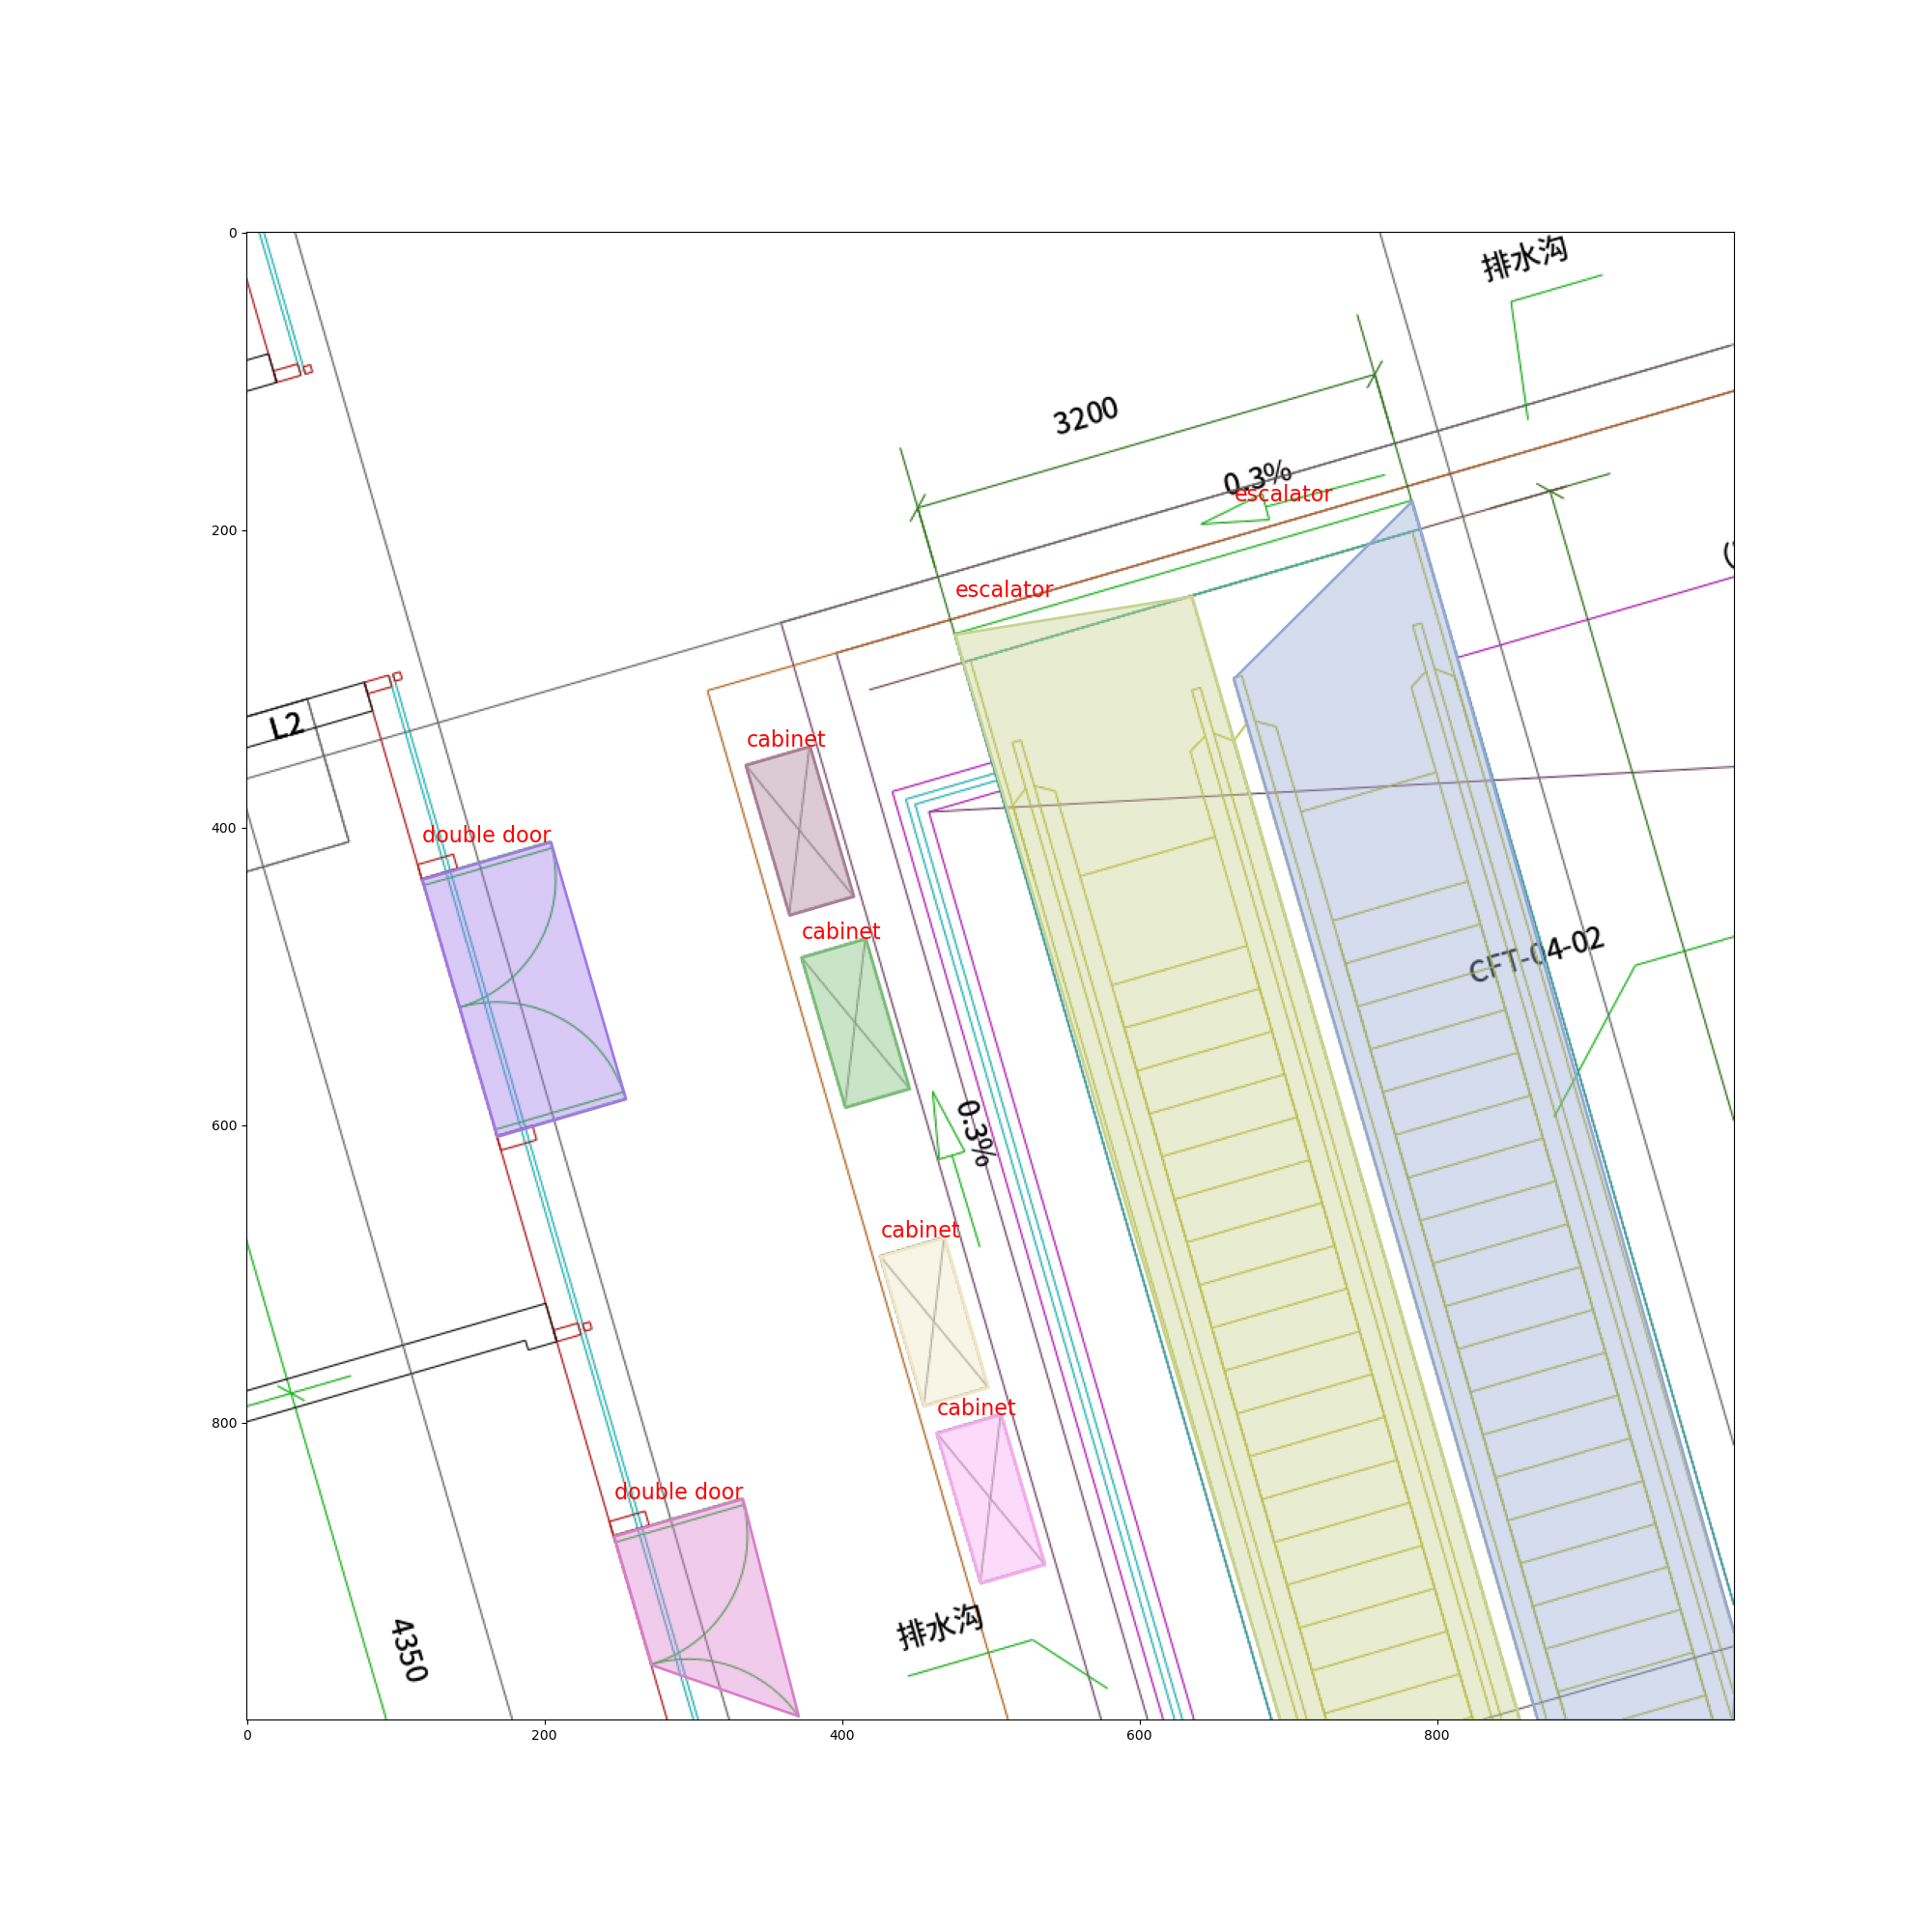 0
排水沟
3200
0.3%
escalator
200
escalator
L2
cabinet
400
double door
cabinet
CFT-04-02
600
0.3%
cabinet
800
cabinet
double door
排水沟
4350
0
200
400
600
800